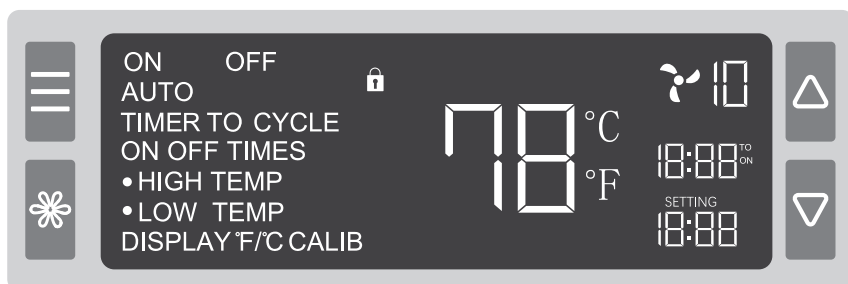 ON OFF
AUTO
TIMER TO CYCLE
ON OFF TIMES
• HIGH TEMP
• LOW TEMP
DISPLAY °F/°C CALIB
78 °C
°F
10
18:88 TO ON
SETTING
18:88